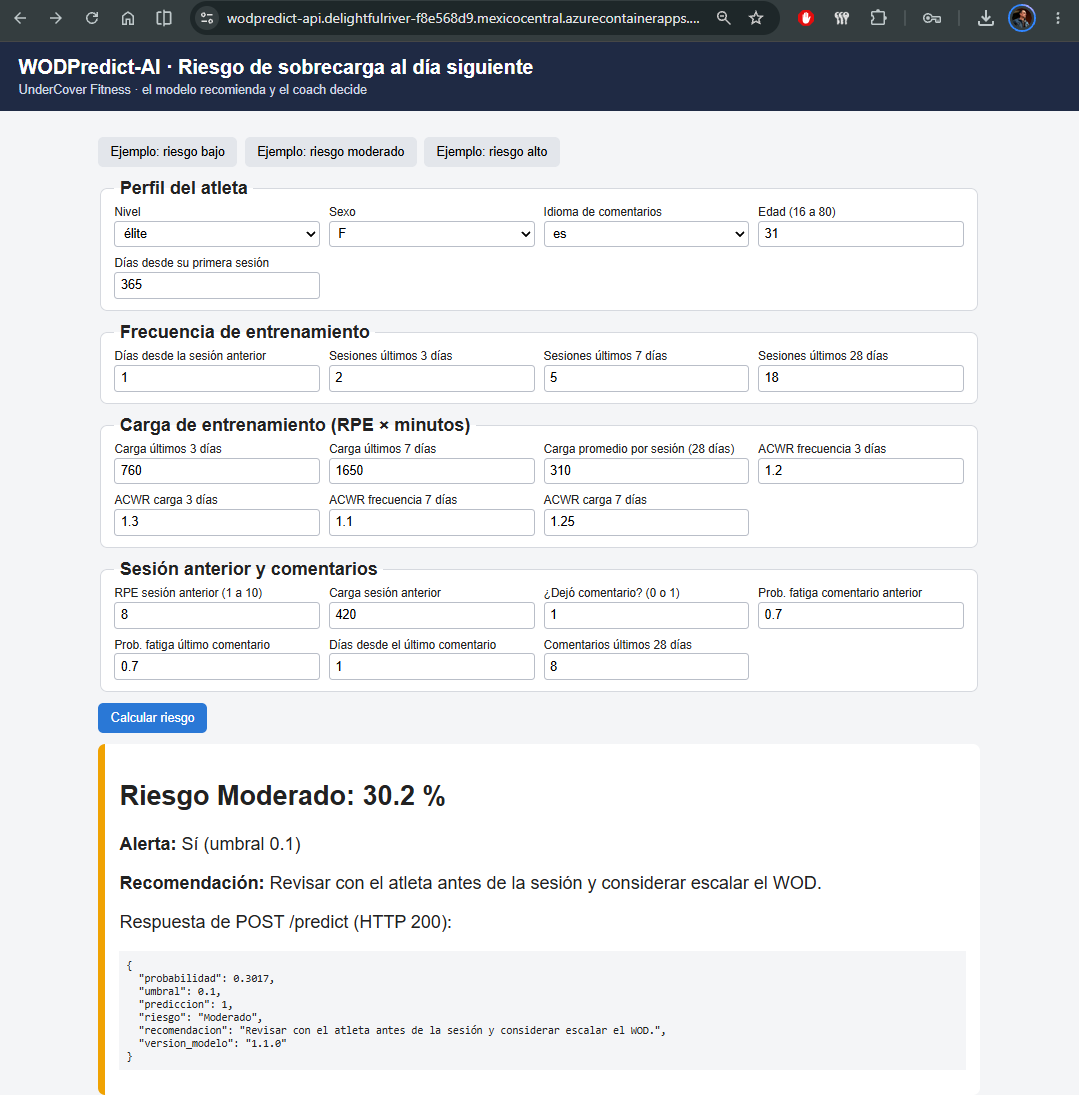 wodpredict-api.delightfulriver-f8e568d9.mexicocentral.azurecontainerapps....
WODPredict-AI · Riesgo de sobrecarga al día siguiente
UnderCover Fitness · el modelo recomienda y el coach decide
Ejemplo: riesgo bajo Ejemplo: riesgo moderado Ejemplo: riesgo alto
Perfil del atleta
Nivel Sexo Idioma de comentarios Edad (16 a 80)
élite F es 31
Días desde su primera sesión
365
Frecuencia de entrenamiento
Días desde la sesión anterior Sesiones últimos 3 días Sesiones últimos 7 días Sesiones últimos 28 días
1 2 5 18
Carga de entrenamiento (RPE × minutos)
Carga últimos 3 días Carga últimos 7 días Carga promedio por sesión (28 días) ACWR frecuencia 3 días
760 1650 310 1.2
ACWR carga 3 días ACWR frecuencia 7 días ACWR carga 7 días
1.3 1.1 1.25
Sesión anterior y comentarios
RPE sesión anterior (1 a 10) Carga sesión anterior ¿Dejó comentario? (0 o 1) Prob. fatiga comentario anterior
8 420 1 0.7
Prob. fatiga último comentario Días desde el último comentario Comentarios últimos 28 días
0.7 1 8
Calcular riesgo
Riesgo Moderado: 30.2 %
Alerta: Sí (umbral 0.1)
Recomendación: Revisar con el atleta antes de la sesión y considerar escalar el WOD.
Respuesta de POST /predict (HTTP 200):
{
"probabilidad": 0.3017,
"umbral": 0.1,
"prediccion": 1,
"riesgo": "Moderado",
"recomendacion": "Revisar con el atleta antes de la sesión y considerar escalar el WOD.",
"version_modelo": "1.1.0"
}